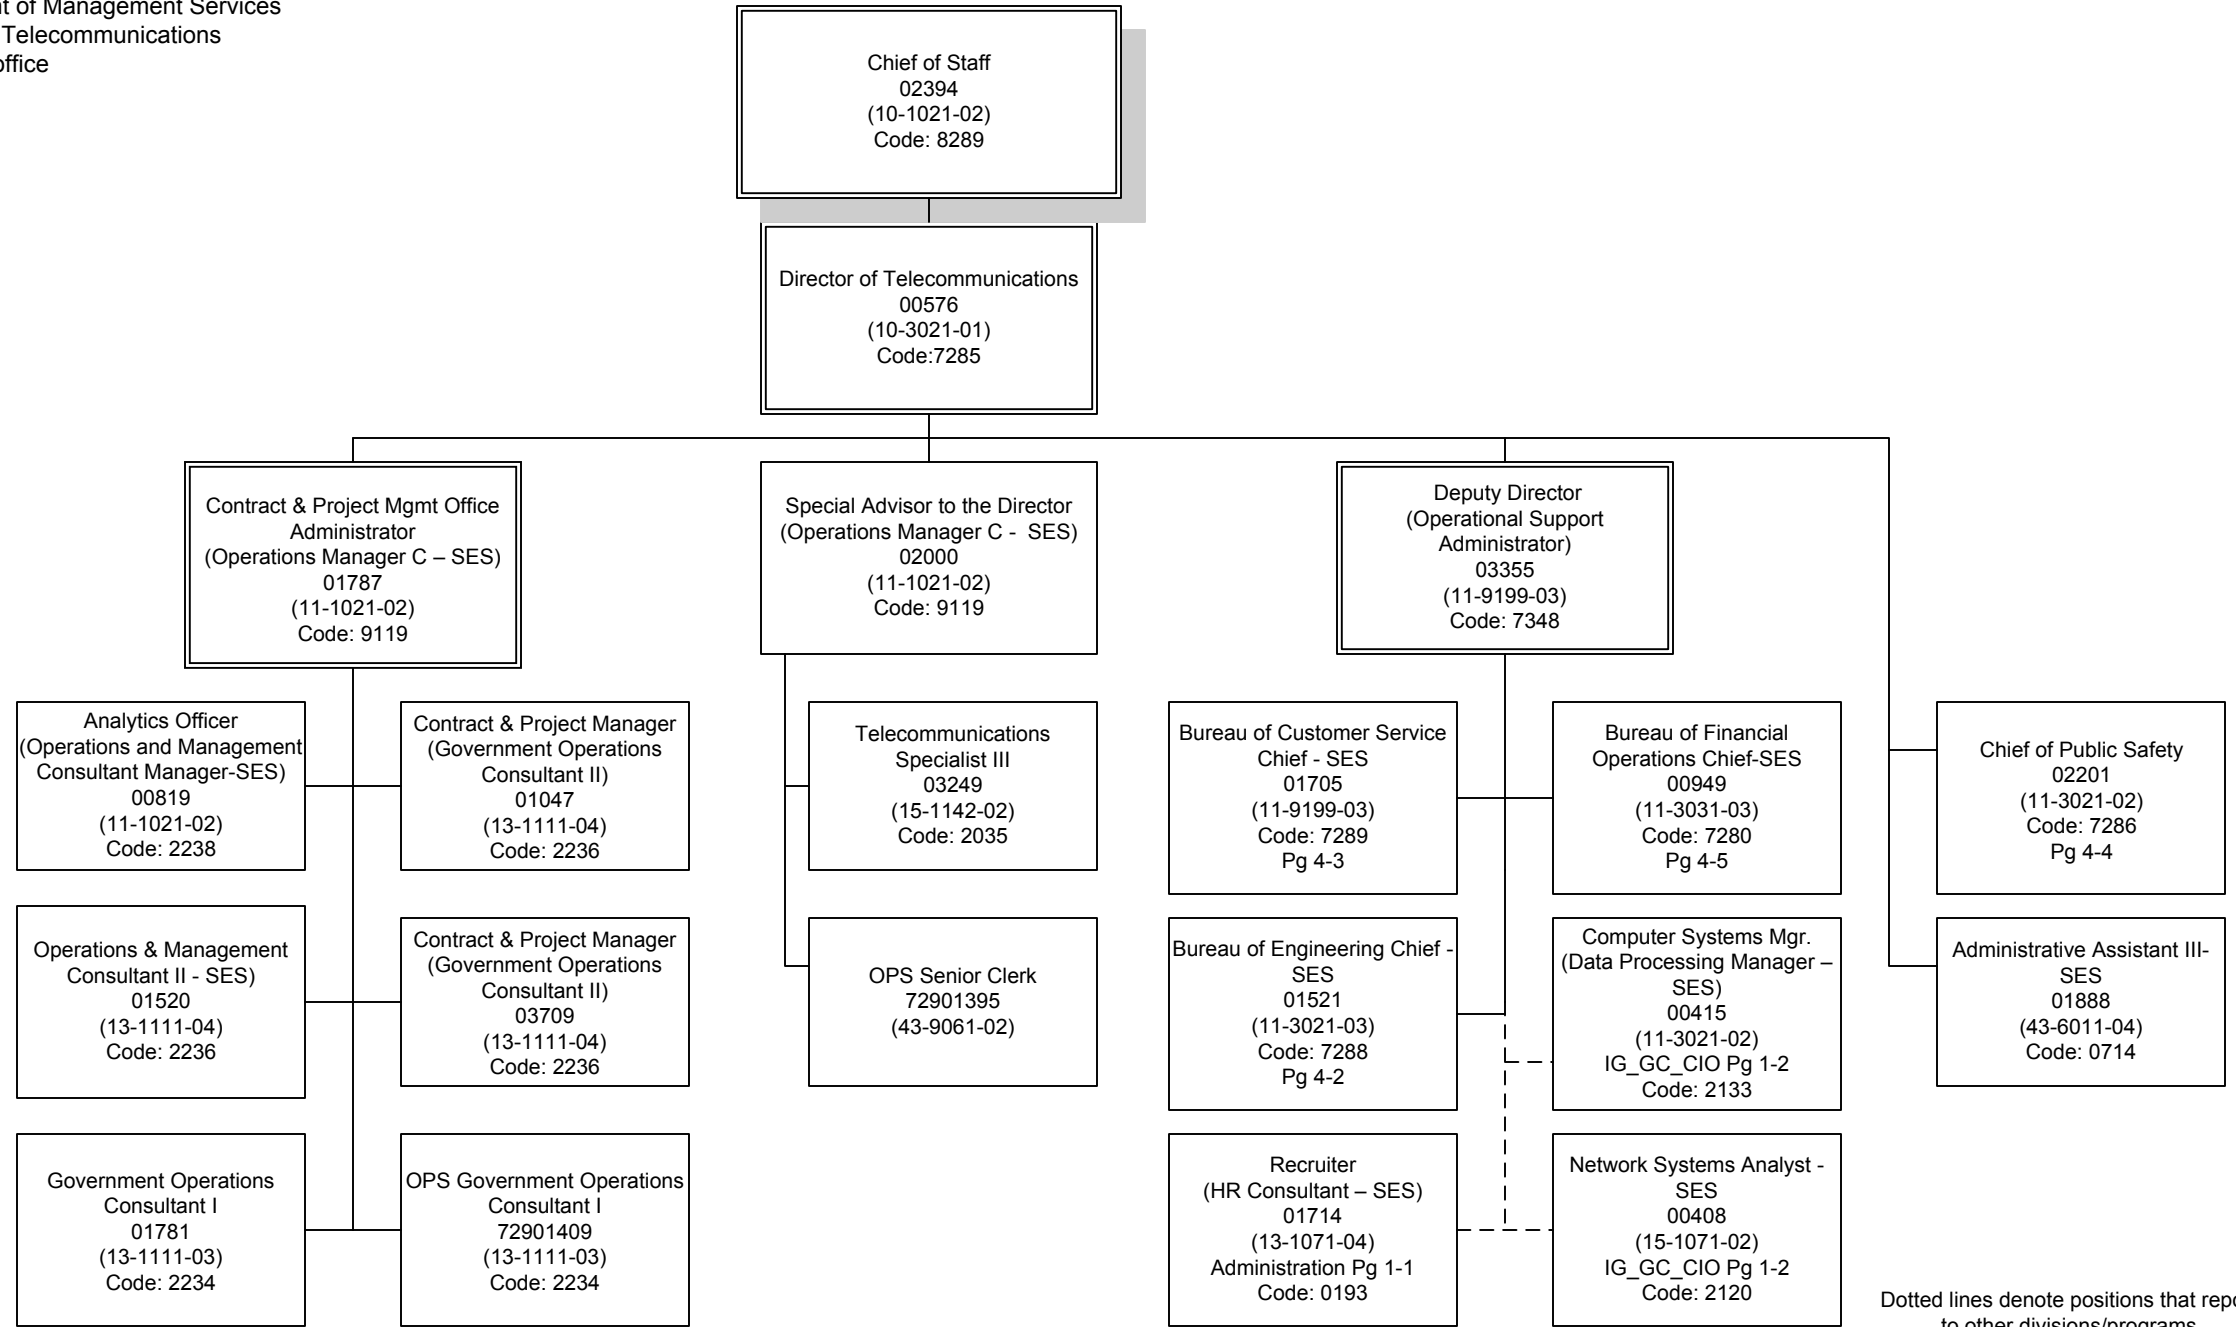 of Management Services
Telecommunications
office
Chief of Staff
02394
(10-1021-02)
Code: 8289
Director of Telecommunications
00576
(10-3021-01)
Code:7285
Contract & Project Mgmt Office
Administrator
(Operations Manager C – SES)
01787
(11-1021-02)
Code: 9119
Special Advisor to the Director
(Operations Manager C -  SES)
02000
(11-1021-02)
Code: 9119
Deputy Director
(Operational Support
Administrator)
03355
(11-9199-03)
Code: 7348
Analytics Officer
(Operations and Management
Consultant Manager-SES)
00819
(11-1021-02)
Code: 2238
Contract & Project Manager
(Government Operations
Consultant II)
01047
(13-1111-04)
Code: 2236
Telecommunications
Specialist III
03249
(15-1142-02)
Code: 2035
Bureau of Customer Service
Chief - SES
01705
(11-9199-03)
Code: 7289
Pg 4-3
Bureau of Financial
Operations Chief-SES
00949
(11-3031-03)
Code: 7280
Pg 4-5
Chief of Public Safety
02201
(11-3021-02)
Code: 7286
Pg 4-4
Operations & Management
Consultant II - SES)
01520
(13-1111-04)
Code: 2236
Contract & Project Manager
(Government Operations
Consultant II)
03709
(13-1111-04)
Code: 2236
OPS Senior Clerk
72901395
(43-9061-02)
Bureau of Engineering Chief -
SES
01521
(11-3021-03)
Code: 7288
Pg 4-2
Computer Systems Mgr.
(Data Processing Manager –
SES)
00415
(11-3021-02)
IG_GC_CIO Pg 1-2
Code: 2133
Administrative Assistant III-
SES
01888
(43-6011-04)
Code: 0714
Government Operations
Consultant I
01781
(13-1111-03)
Code: 2234
OPS Government Operations
Consultant I
72901409
(13-1111-03)
Code: 2234
Recruiter
(HR Consultant – SES)
01714
(13-1071-04)
Administration Pg 1-1
Code: 0193
Network Systems Analyst -
SES
00408
(15-1071-02)
IG_GC_CIO Pg 1-2
Code: 2120
Dotted lines denote positions that
to other divisions/programs